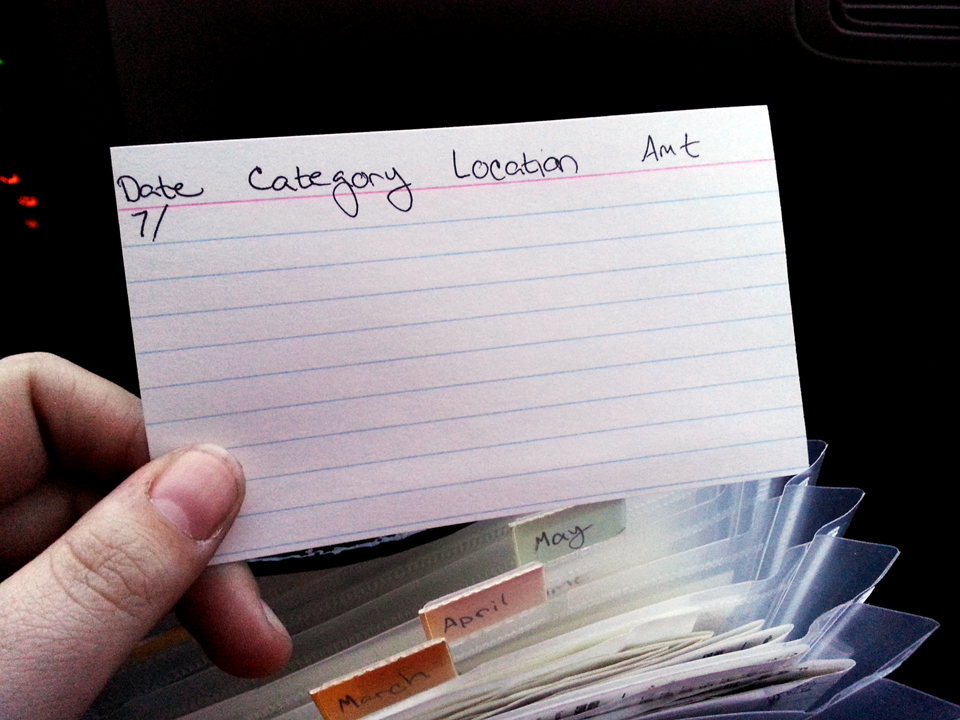 Date Category Location Amt
7/
May
April
March